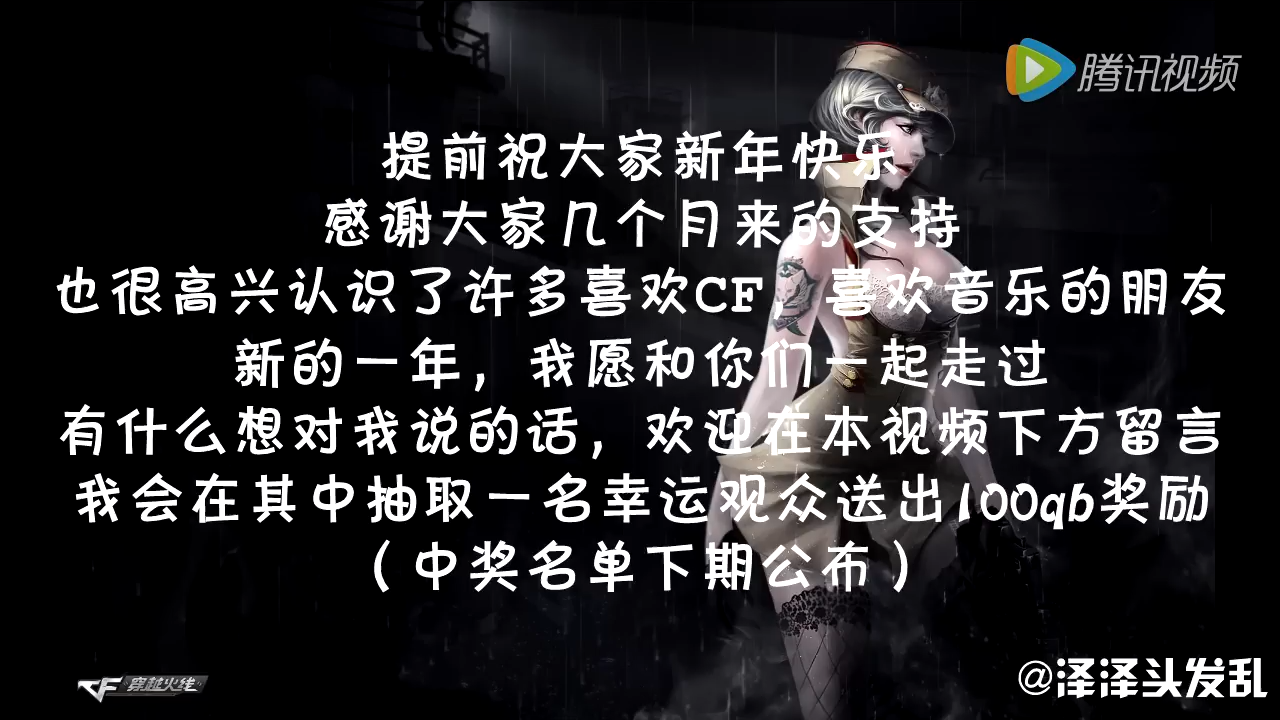 腾讯视频
提前祝大家新年快乐
感谢大家几个月来的支持
也很高兴认识了许多喜欢CF，喜欢音乐的朋友
新的一年，我愿和你们一起走过
有什么想对我说的话，欢迎在本视频下方留言
我会在其中抽取一名幸运观众送出100qb奖励
（中奖名单下期公布）
CF 穿越火线
@泽泽头发乱